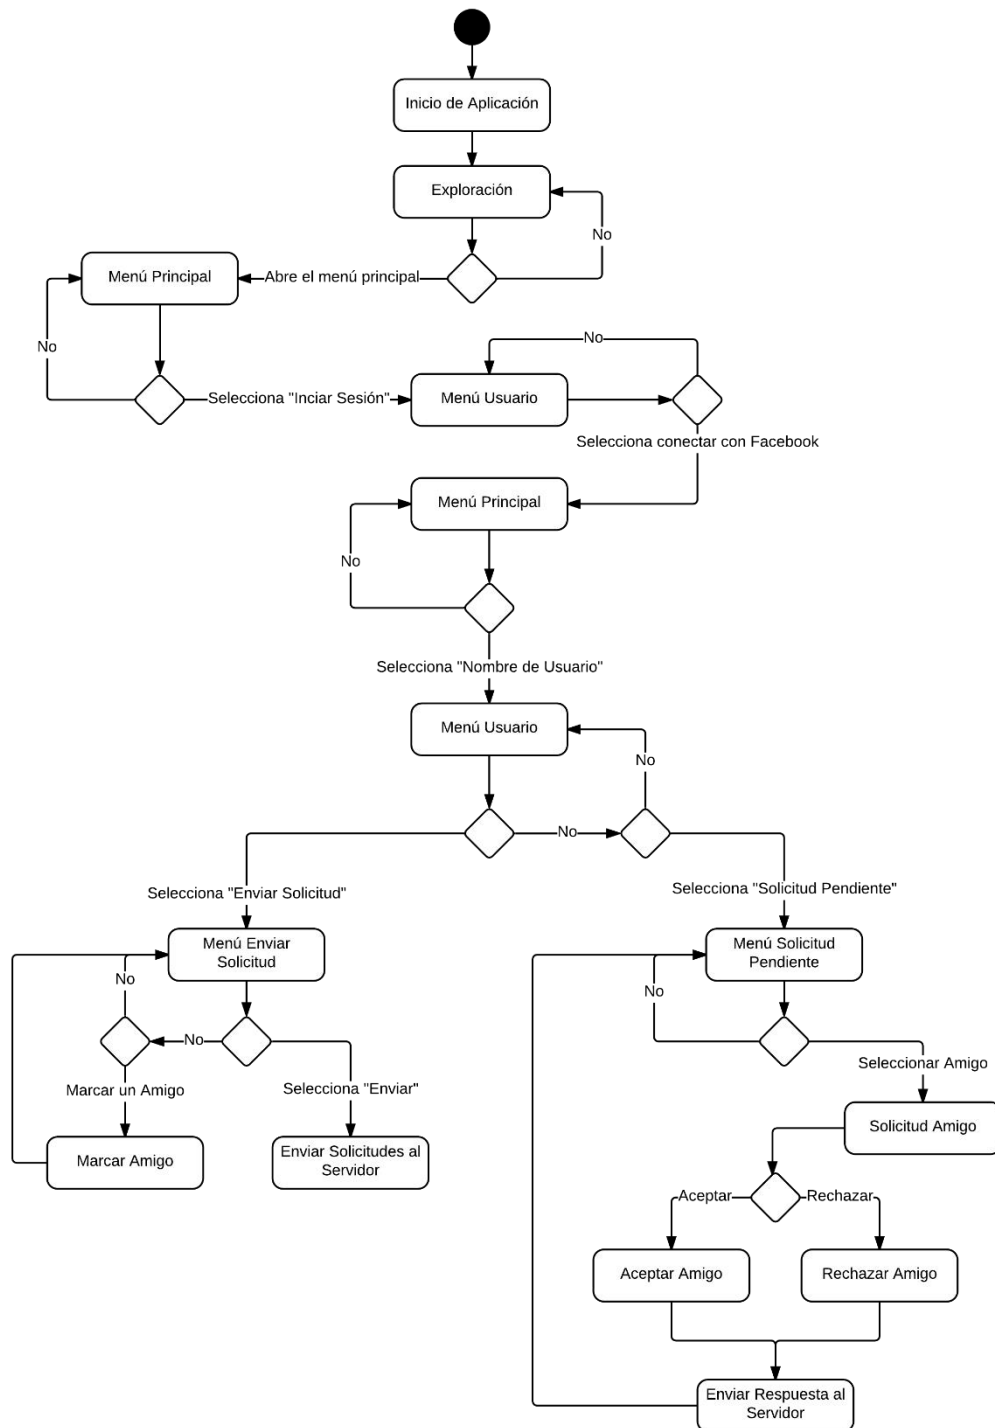 Inicio de Aplicación
Exploración
No
Menú Principal
Abre el menú principal
No
No
Selecciona "Inciar Sesión"
Menú Usuario
Selecciona conectar con Facebook
Menú Principal
No
Selecciona "Nombre de Usuario"
Menú Usuario
No
No
Selecciona "Enviar Solicitud"
Selecciona "Solicitud Pendiente"
Menú Enviar
Solicitud
Menú Solicitud
Pendiente
No
No
No
Marcar un Amigo
Selecciona "Enviar"
Seleccionar Amigo
Marcar Amigo
Enviar Solicitudes al
Servidor
Solicitud Amigo
Aceptar
Rechazar
Aceptar Amigo
Rechazar Amigo
Enviar Respuesta al
Servidor